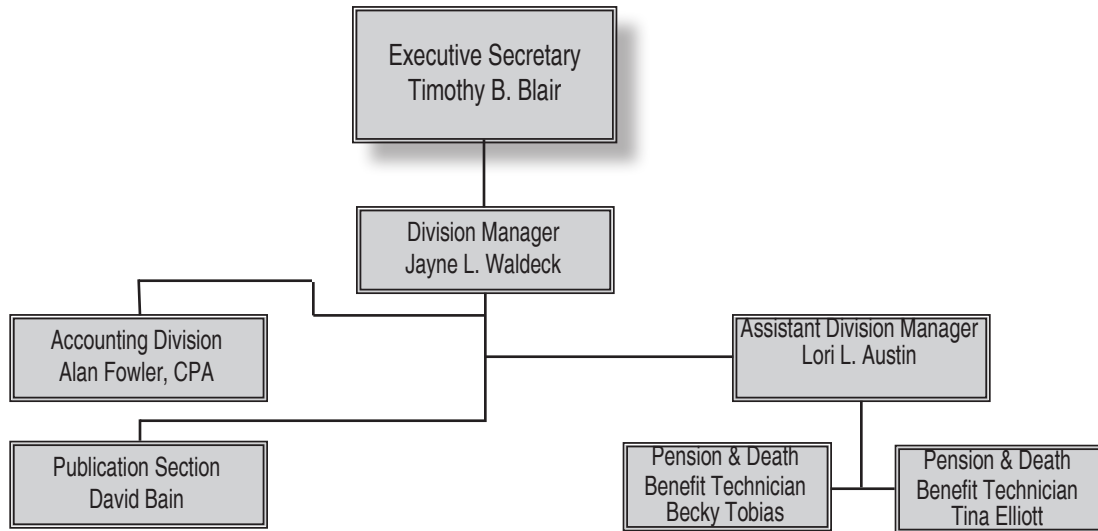 Executive Secretary
Timothy B. Blair
Division Manager
Jayne L. Waldeck
Accounting Division
Alan Fowler, CPA
Assistant Division Manager
Lori L. Austin
Publication Section
David Bain
Pension & Death
Benefit Technician
Becky Tobias
Pension & Death
Benefit Technician
Tina Elliott